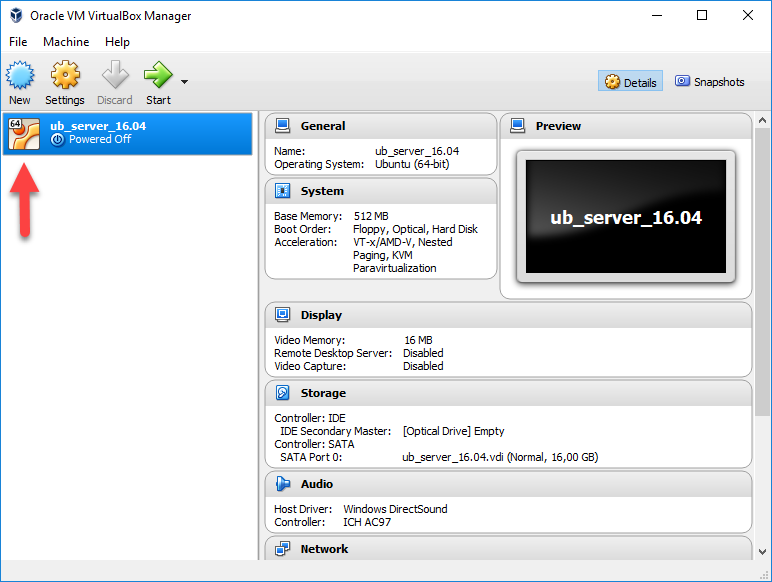 Oracle VM VirtualBox Manager
File Machine Help
New Settings Discard Start Details Snapshots
64 ub_server_16.04
Powered Off
General
Name: ub_server_16.04
Operating System: Ubuntu (64-bit)
System
Base Memory: 512 MB
Boot Order: Floppy, Optical, Hard Disk
Acceleration: VT-x/AMD-V, Nested
Paging, KVM
Paravirtualization
Preview
ub_server_16.04
Display
Video Memory: 16 MB
Remote Desktop Server: Disabled
Video Capture: Disabled
Storage
Controller: IDE
IDE Secondary Master: [Optical Drive] Empty
Controller: SATA
SATA Port 0: ub_server_16.04.vdi (Normal, 16,00 GB)
Audio
Host Driver: Windows DirectSound
Controller: ICH AC97
Network